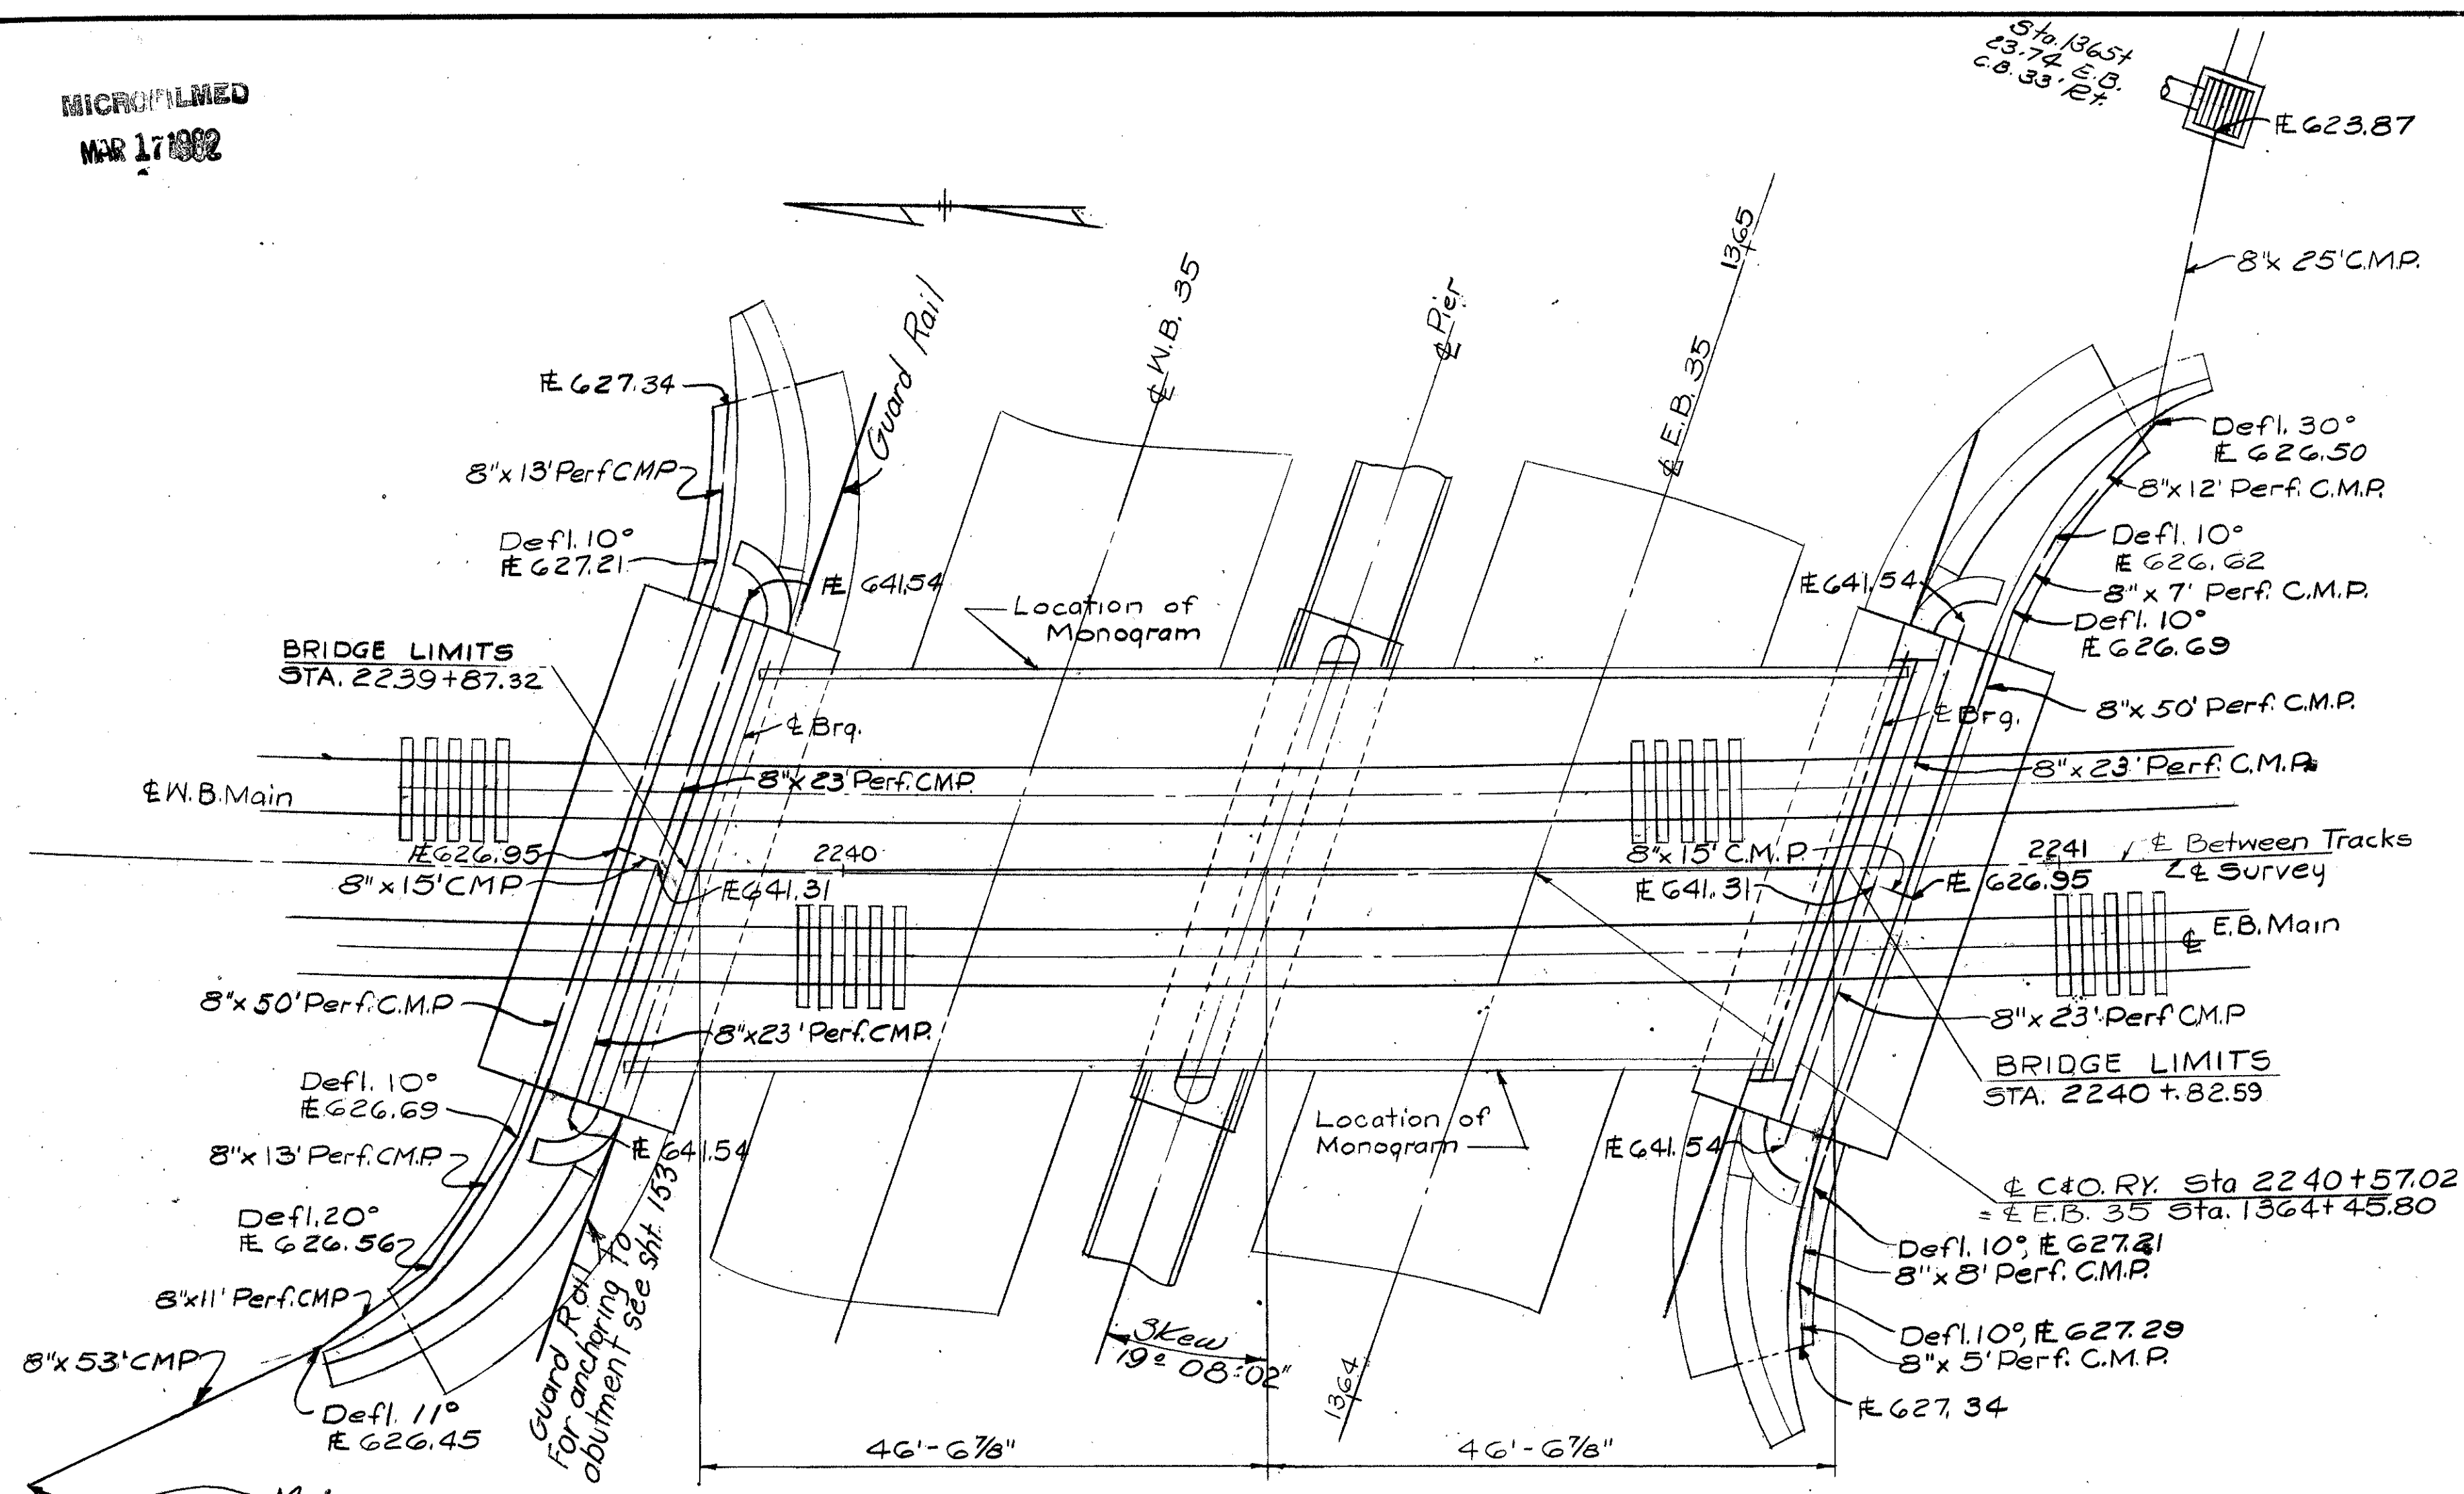 MICROFILMED
MAR 17 1982
Sta. 1365+
23.74 E.B.
C.B. 33' Rt.
FL 623.87
8"x 25' C.M.P.
℄ W.B. 35
℄ Pier
℄ E.B. 35
1365
Guard Rail
FL 627.34
8"x13' Perf CMP
Defl. 10°
FL 627.21
FL 641.54
Location of
Monogram
BRIDGE LIMITS
STA. 2239+87.32
℄ Brg.
8"x 23' Perf. CMP
℄ W.B. Main
FL 626.95
8"x15' CMP
FL 641.31
2240
Defl. 30°
FL 626.50
8"x12' Perf. C.M.P.
Defl. 10°
FL 626.62
8"x 7' Perf. C.M.P.
Defl. 10°
FL 626.69
FL 641.54
8"x 50' Perf. C.M.P.
℄ Brg.
8"x 23' Perf. C.M.P.
8"x 15' C.M.P.
FL 641.31
FL 626.95
2241
℄ Between Tracks
℄ Survey
℄ E.B. Main
8"x 50' Perf. C.M.P
8"x23' Perf. CMP.
Defl. 10°
FL 626.69
8"x13' Perf. CMP
Defl. 20°
FL 626.56
8"x11' Perf. CMP
8"x 53' CMP
Defl. 11°
FL 626.45
FL 641.54
Guard Rail
For anchoring to
abutment see sht. 153
Location of
Monogram
Skew
19° 08' 02"
1364
46'-6 7/8"
46'-6 7/8"
8"x 23' Perf CM.P
BRIDGE LIMITS
STA. 2240+82.59
FL 641.54
℄ C&O. RY. Sta 2240+57.02
= ℄ E.B. 35 Sta. 1364+45.80
Defl. 10°, FL 627.21
8"x 8' Perf. C.M.P.
Defl. 10°, FL 627.29
8"x 5' Perf. C.M.P.
FL 627.34